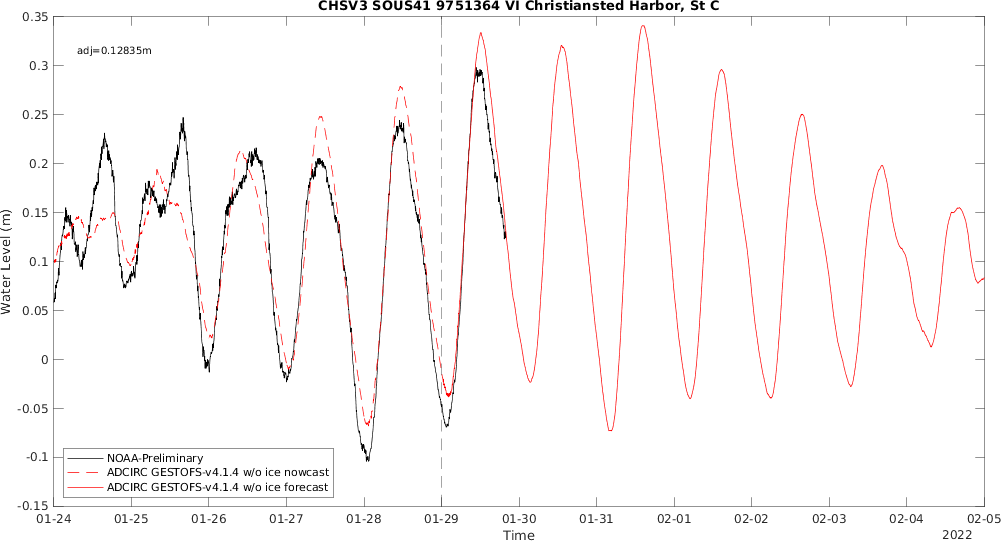 CHSV3 SOUS41 9751364 VI Christiansted Harbor, St C
adj=0.12835m
0.35
0.3
0.25
0.2
0.15
0.1
0.05
0
-0.05
-0.1
-0.15
Water Level (m)
NOAA-Preliminary
ADCIRC GESTOFS-v4.1.4 w/o ice nowcast
ADCIRC GESTOFS-v4.1.4 w/o ice forecast
01-24 01-25 01-26 01-27 01-28 01-29 01-30 01-31 02-01 02-02 02-03 02-04 02-05
Time
2022